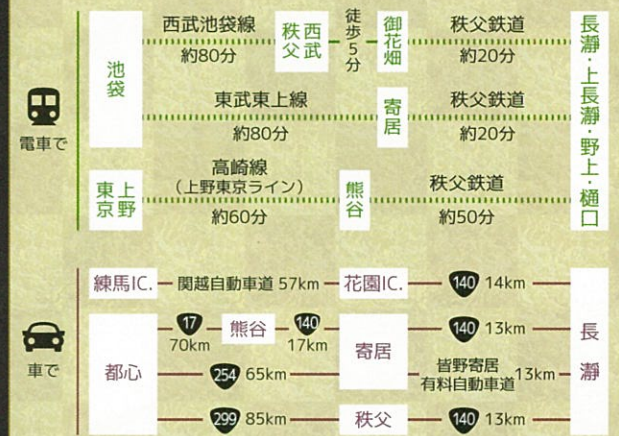 電車で
池袋
西武池袋線
約80分
西武
秩父
徒歩5分
御花畑
秩父鉄道
約20分
東武東上線
約80分
寄居
秩父鉄道
約20分
上野
東京
高崎線
（上野東京ライン）
約60分
熊谷
秩父鉄道
約50分
長瀞・上長瀞・野上・樋口
車で
練馬IC.
関越自動車道 57km
花園IC.
140 14km
都心
17
70km
熊谷
140
17km
寄居
140 13km
254 65km
皆野寄居
有料自動車道
13km
299 85km
秩父
140 13km
長瀞